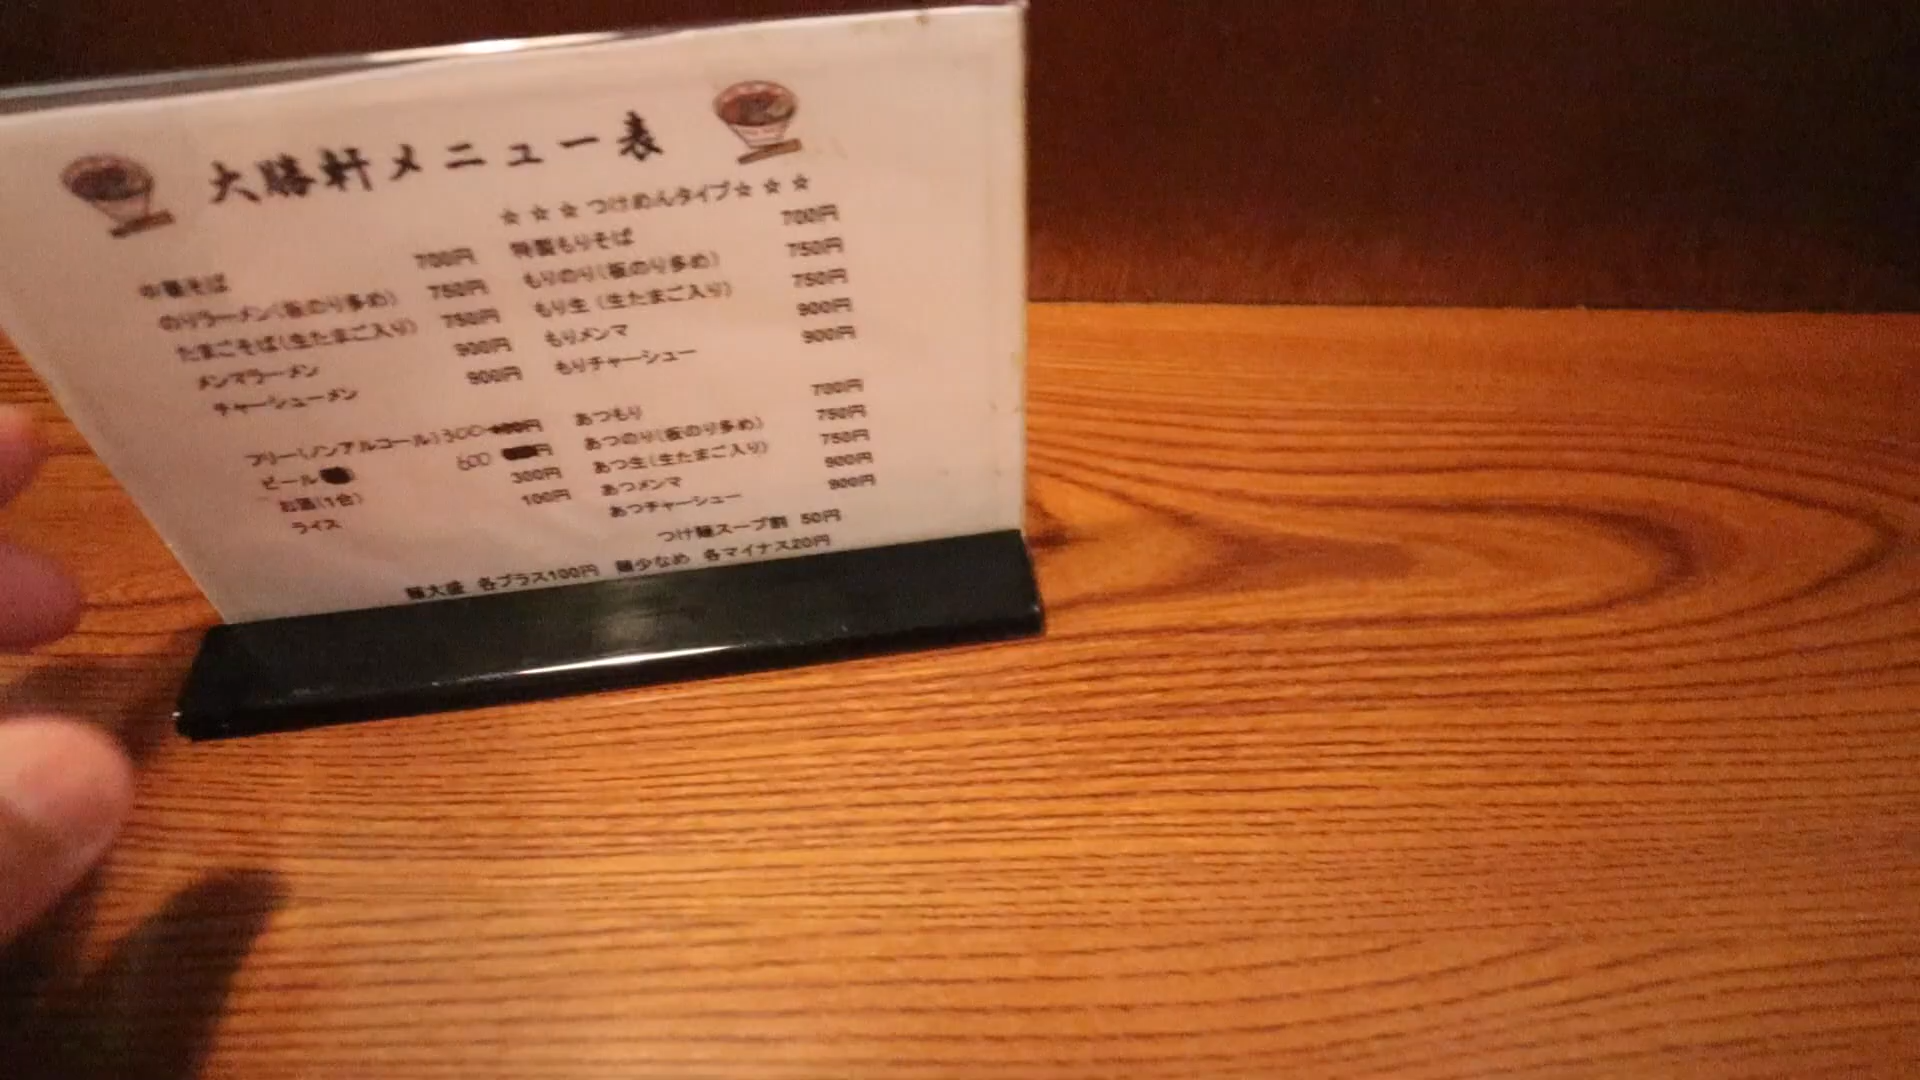 大勝軒メニュー表
中華そば 700円
のりラーメン(板のり多め) 750円
たまごそば(生たまご入り) 750円
メンマラーメン 900円
チャーシューメン 900円
フリー(ノンアルコール) 300
ビール 600 円
お酒(1合) 300円
ライス 100円
☆☆☆つけめんタイプ☆☆☆
特製もりそば 700円
もりのり(板のり多め) 750円
もり生(生たまご入り) 750円
もりメンマ 900円
もりチャーシュー 900円
あつもり 700円
あつのり(板のり多め) 750円
あつ生(生たまご入り) 750円
あつメンマ 900円
あつチャーシュー 900円
つけ麺スープ割 50円
麺大盛 各プラス100円 麺少なめ 各マイナス20円